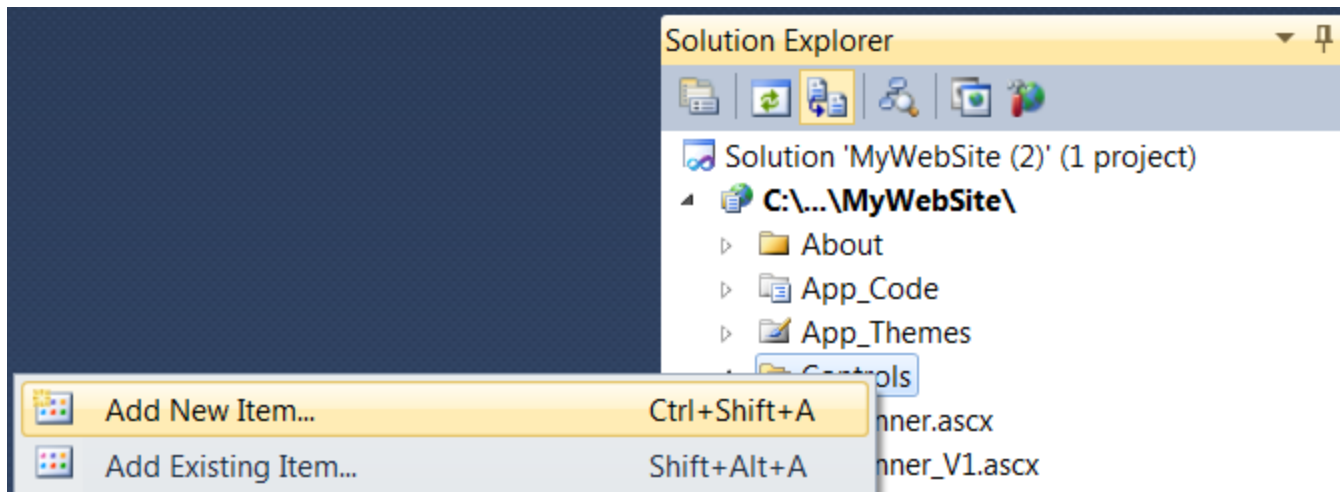 Solution Explorer
Solution 'MyWebSite (2)' (1 project)
C:\...\MyWebSite\
About
App_Code
App_Themes
Controls
Add New Item... Ctrl+Shift+A
nner.ascx
Add Existing Item... Shift+Alt+A
nner_V1.ascx